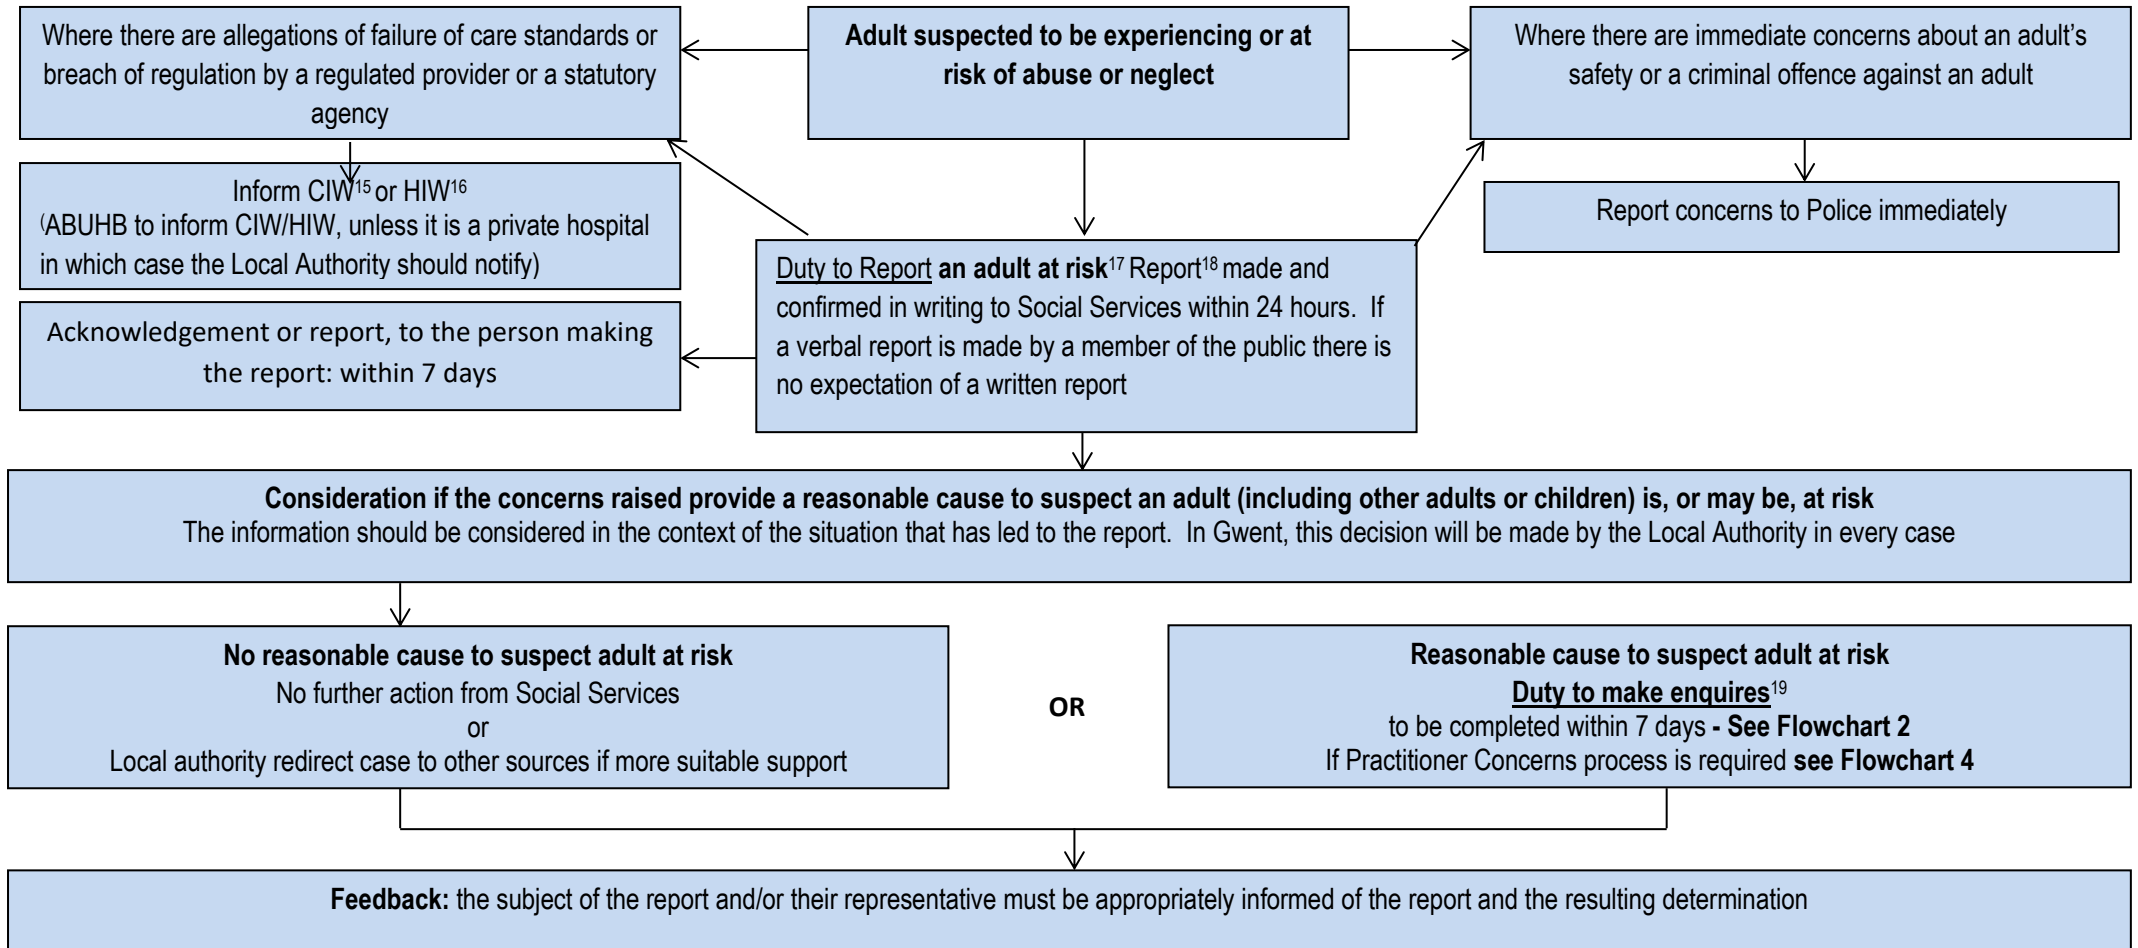 Where there are allegations of failure of care standards or
breach of regulation by a regulated provider or a statutory
agency
Adult suspected to be experiencing or at
risk of abuse or neglect
Where there are immediate concerns about an adult’s
safety or a criminal offence against an adult
Inform CIW15 or HIW16
(ABUHB to inform CIW/HIW, unless it is a private hospital
in which case the Local Authority should notify)
Report concerns to Police immediately
Duty to Report an adult at risk17 Report18 made and
confirmed in writing to Social Services within 24 hours. If
a verbal report is made by a member of the public there is
no expectation of a written report
Acknowledgement or report, to the person making
the report: within 7 days
Consideration if the concerns raised provide a reasonable cause to suspect an adult (including other adults or children) is, or may be, at risk
The information should be considered in the context of the situation that has led to the report. In Gwent, this decision will be made by the Local Authority in every case
No reasonable cause to suspect adult at risk
No further action from Social Services
or
Local authority redirect case to other sources if more suitable support
OR
Reasonable cause to suspect adult at risk
Duty to make enquires19
to be completed within 7 days - See Flowchart 2
If Practitioner Concerns process is required see Flowchart 4
Feedback: the subject of the report and/or their representative must be appropriately informed of the report and the resulting determination